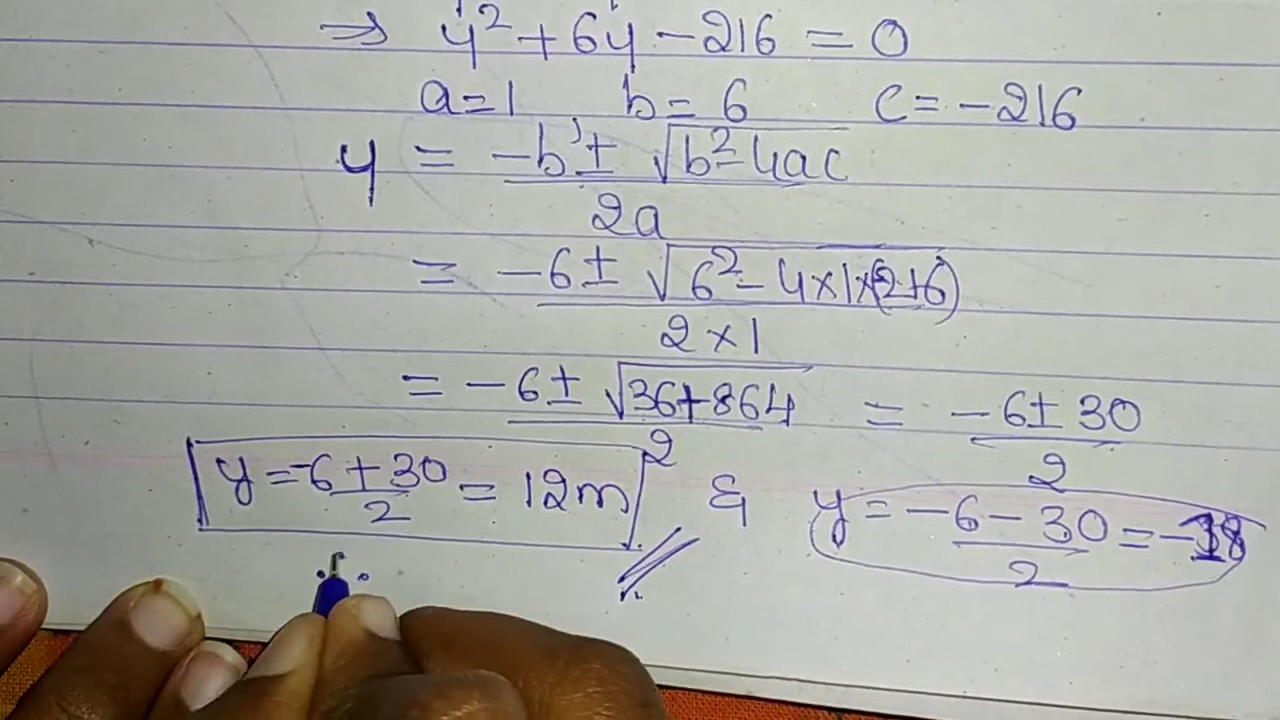 ⇒ y² + 6y - 216 = 0
a = 1 b = 6 c = -216
y = -b ± √b² - 4ac
2a
= -6 ± √6² - 4×1×(216)
2 × 1
= -6 ± √36+864 = -6 ± 30
2 2
y = -6 + 30 = 12m & y = -6 - 30 = -18
2 2